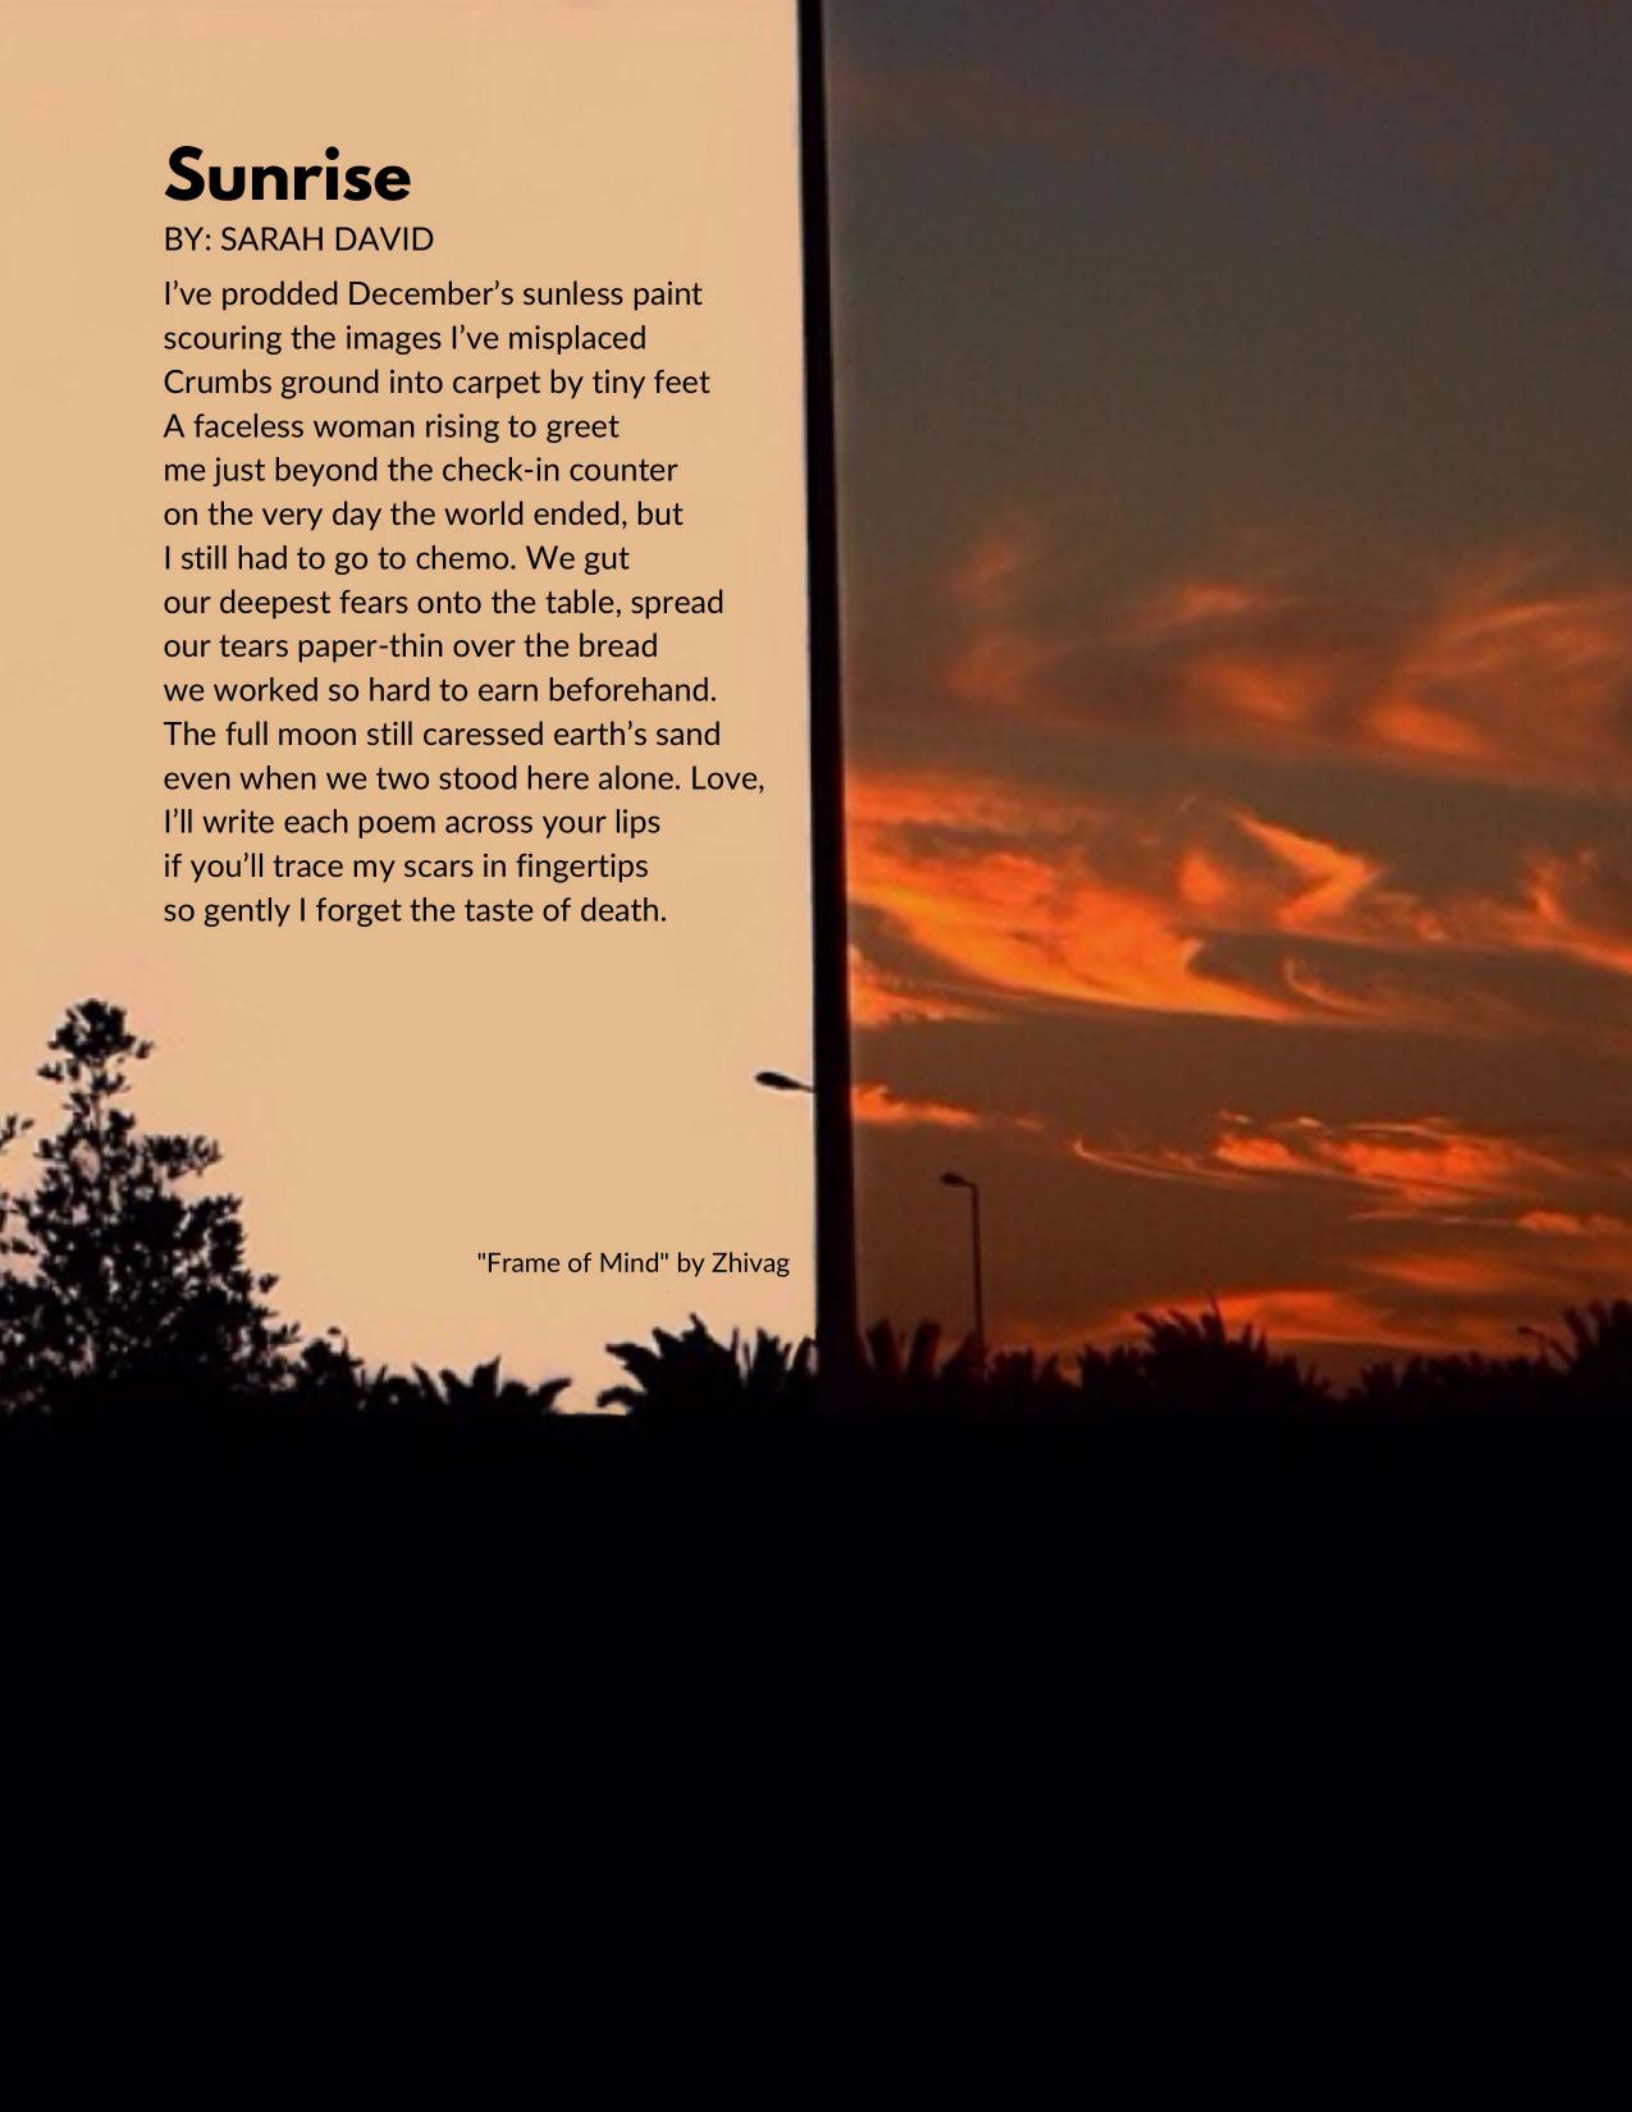 Sunrise
BY: SARAH DAVID
I’ve prodded December’s sunless paint
scouring the images I’ve misplaced
Crumbs ground into carpet by tiny feet
A faceless woman rising to greet
me just beyond the check-in counter
on the very day the world ended, but
I still had to go to chemo. We gut
our deepest fears onto the table, spread
our tears paper-thin over the bread
we worked so hard to earn beforehand.
The full moon still caressed earth’s sand
even when we two stood here alone. Love,
I’ll write each poem across your lips
if you’ll trace my scars in fingertips
so gently I forget the taste of death.
"Frame of Mind" by Zhivag